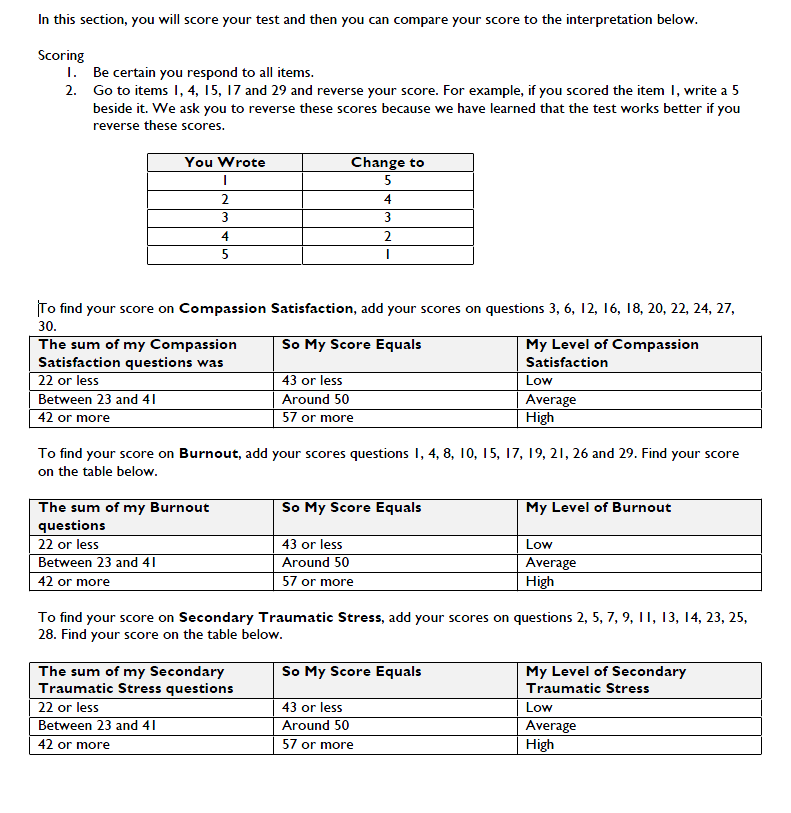 In this section, you will score your test and then you can compare your score to the interpretation below.
Scoring
1. Be certain you respond to all items.
2. Go to items 1, 4, 15, 17 and 29 and reverse your score. For example, if you scored the item 1, write a 5
beside it. We ask you to reverse these scores because we have learned that the test works better if you
reverse these scores.
You Wrote Change to
1 5
2 4
3 3
4 2
5 1
To find your score on Compassion Satisfaction, add your scores on questions 3, 6, 12, 16, 18, 20, 22, 24, 27,
30.
The sum of my Compassion So My Score Equals My Level of Compassion
Satisfaction questions was Satisfaction
22 or less 43 or less Low
Between 23 and 41 Around 50 Average
42 or more 57 or more High
To find your score on Burnout, add your scores questions 1, 4, 8, 10, 15, 17, 19, 21, 26 and 29. Find your score
on the table below.
The sum of my Burnout So My Score Equals My Level of Burnout
questions
22 or less 43 or less Low
Between 23 and 41 Around 50 Average
42 or more 57 or more High
To find your score on Secondary Traumatic Stress, add your scores on questions 2, 5, 7, 9, 11, 13, 14, 23, 25,
28. Find your score on the table below.
The sum of my Secondary So My Score Equals My Level of Secondary
Traumatic Stress questions Traumatic Stress
22 or less 43 or less Low
Between 23 and 41 Around 50 Average
42 or more 57 or more High